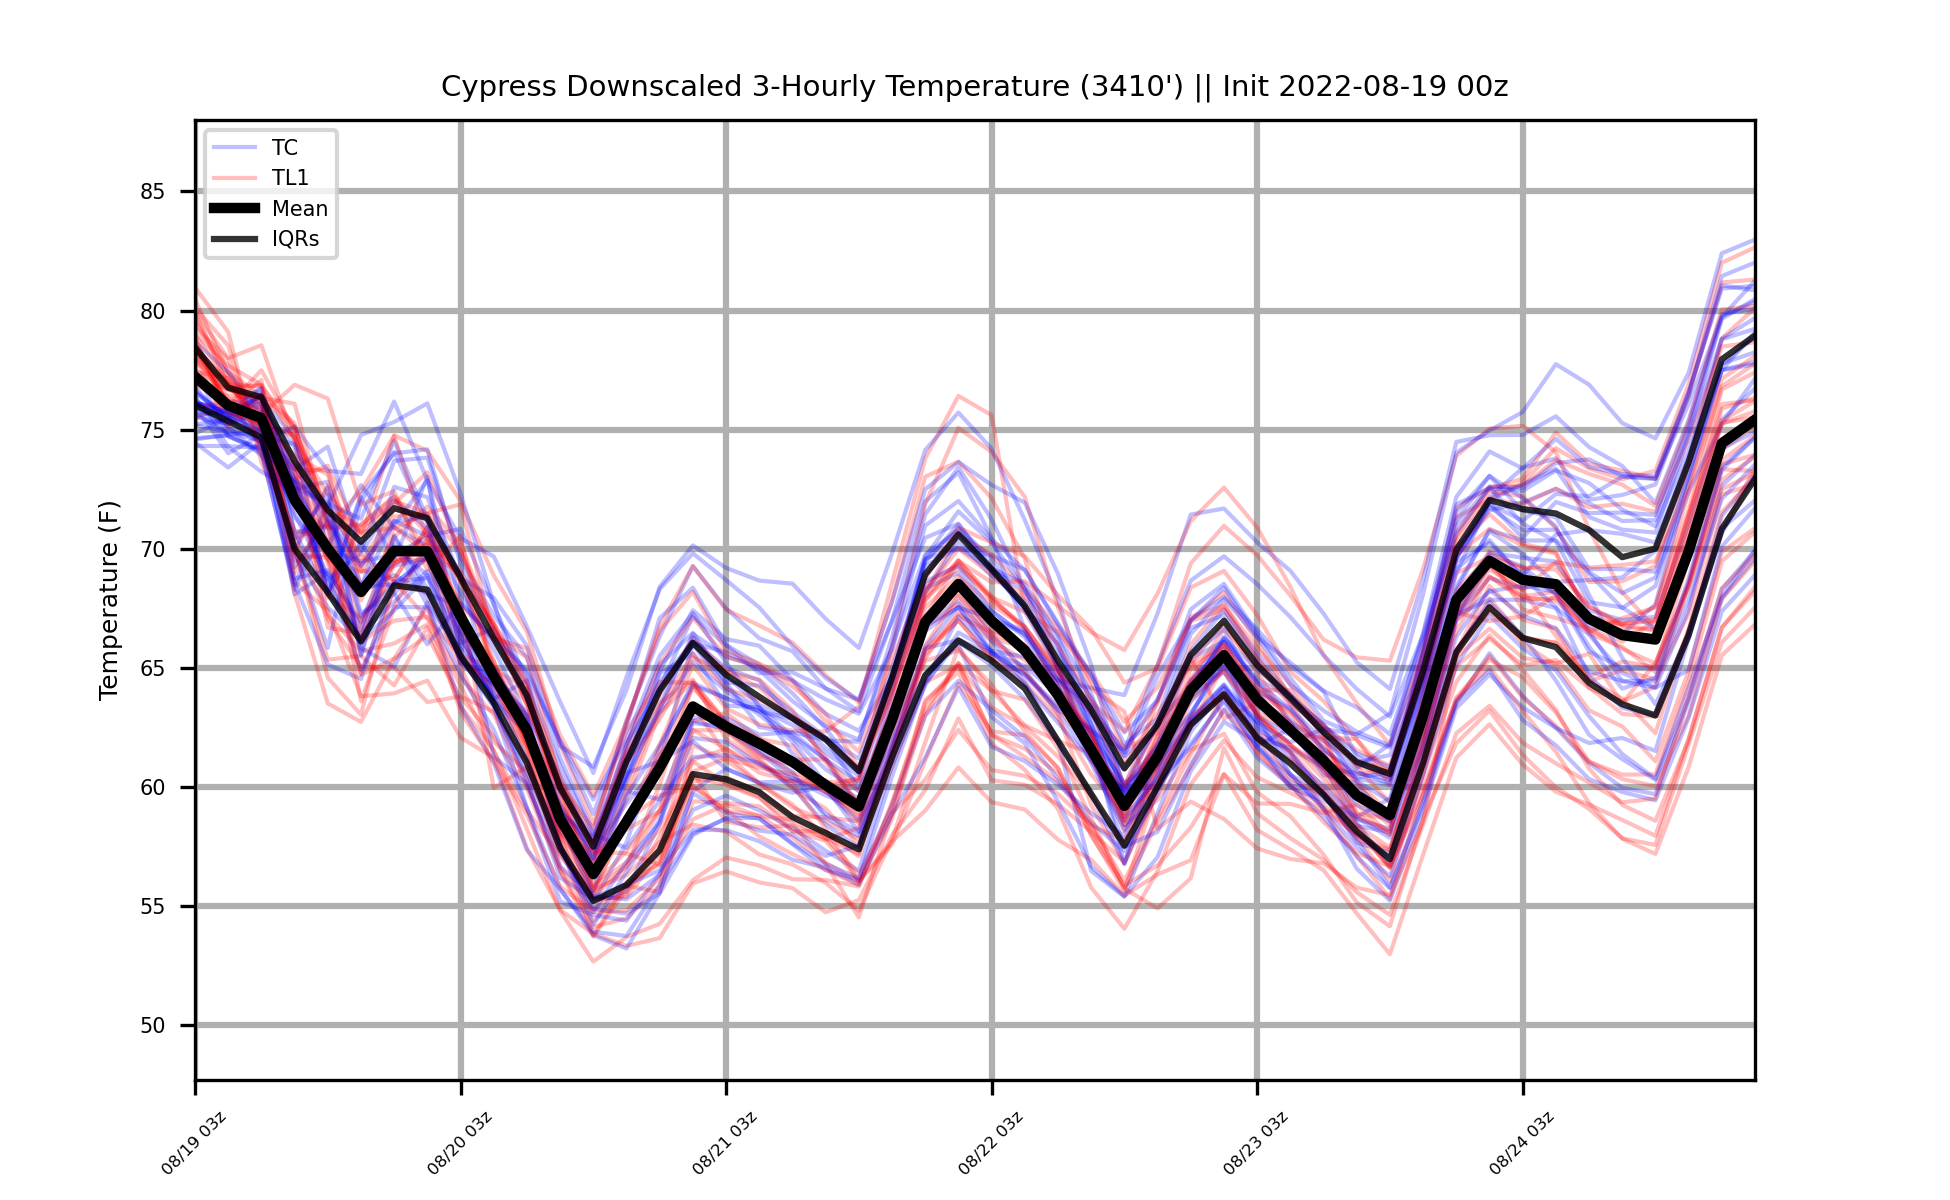 Cypress Downscaled 3-Hourly Temperature (3410') || Init 2022-08-19 00z
TC
TL1
Mean
IQRs
Temperature (F)
85
80
75
70
65
60
55
50
08/19 03z
08/20 03z
08/21 03z
08/22 03z
08/23 03z
08/24 03z